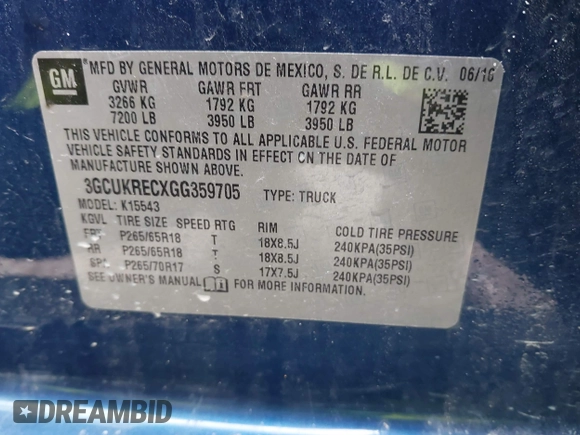 GM
MFD BY GENERAL MOTORS DE MEXICO, S. DE R.L. DE C.V. 06/16
GVWR GAWR FRT GAWR RR
3266 KG 1792 KG 1792 KG
7200 LB 3950 LB 3950 LB
THIS VEHICLE CONFORMS TO ALL APPLICABLE U.S. FEDERAL MOTOR
VEHICLE SAFETY STANDARDS IN EFFECT ON THE DATE OF
MANUFACTURE SHOWN ABOVE.
3GCUKRECXGG359705 TYPE: TRUCK
MODEL: K15543
KGVL TIRE SIZE SPEED RTG RIM COLD TIRE PRESSURE
FRT P265/65R18 T 18X8.5J 240KPA(35PSI)
RR P265/65R18 T 18X8.5J 240KPA(35PSI)
SPA P265/70R17 S 17X7.5J 240KPA(35PSI)
SEE OWNER'S MANUAL FOR MORE INFORMATION.
DREAMBID